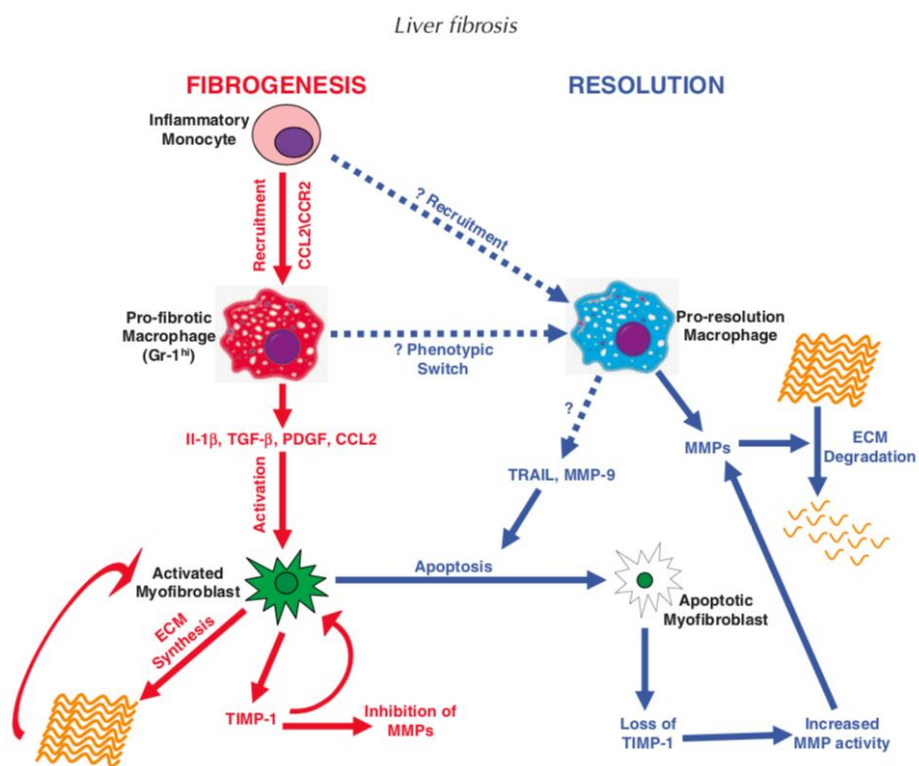 Liver fibrosis
FIBROGENESIS
RESOLUTION
Inflammatory
Monocyte
Recruitment
CCL2\CCR2
? Recruitment
Pro-fibrotic
Macrophage
(Gr-1hi)
? Phenotypic
Switch
Pro-resolution
Macrophage
Il-1β, TGF-β, PDGF, CCL2
?
MMPs
ECM
Degradation
TRAIL, MMP-9
Activation
Activated
Myofibroblast
Apoptosis
Apoptotic
Myofibroblast
ECM
Synthesis
TIMP-1
Inhibition of
MMPs
Loss of
TIMP-1
Increased
MMP activity